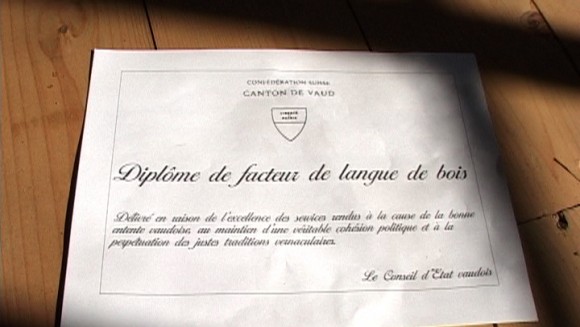 CONFÉDÉRATION SUISSE
CANTON DE VAUD
LIBERTÉ
PATRIE
Diplôme de facteur de langue de bois
Délivré en raison de l'excellence des services rendus à la cause de la bonne
entente vaudoise, au maintien d'une véritable cohésion politique et à la
perpétuation des justes traditions vernaculaires.
Le Conseil d'Etat vaudois